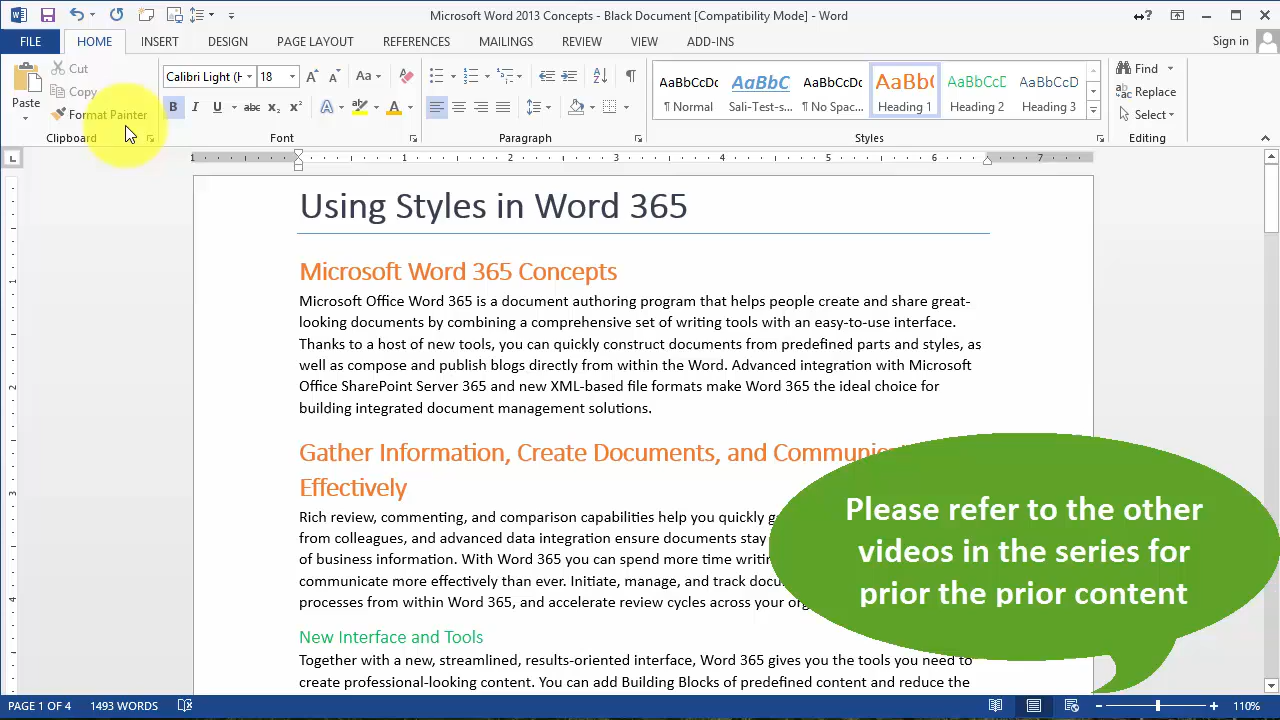 Microsoft Word 2013 Concepts - Black Document [Compatibility Mode] - Word
FILE HOME INSERT DESIGN PAGE LAYOUT REFERENCES MAILINGS REVIEW VIEW ADD-INS Sign in
Paste
Cut
Copy
Format Painter
Clipboard
Calibri Light (H 18
Font
Paragraph
AaBbCcDc AaBbC AaBbCcDc AaBb( AaBbCcD AaBbCcDc
¶ Normal Sali-Test-s... ¶ No Spac... Heading 1 Heading 2 Heading 3
Styles
Find
Replace
Select
Editing
1 1 2 3 4 5 6 7
1
2
3
4
Using Styles in Word 365
Microsoft Word 365 Concepts
Microsoft Office Word 365 is a document authoring program that helps people create and share great-
looking documents by combining a comprehensive set of writing tools with an easy-to-use interface.
Thanks to a host of new tools, you can quickly construct documents from predefined parts and styles, as
well as compose and publish blogs directly from within the Word. Advanced integration with Microsoft
Office SharePoint Server 365 and new XML-based file formats make Word 365 the ideal choice for
building integrated document management solutions.
Gather Information, Create Documents, and
Effectively
Rich review, commenting, and comparison capabilities help you quickly
from colleagues, and advanced data integration ensure documents stay
of business information. With Word 365 you can spend more time
communicate more effectively than ever. Initiate, manage, and track
processes from within Word 365, and accelerate review cycles across your
New Interface and Tools
Together with a new, streamlined, results-oriented interface, Word 365 gives you the tools you need to
create professional-looking content. You can add Building Blocks of predefined content and reduce the
Please refer to the other
videos in the series for
prior the prior content
PAGE 1 OF 4 1493 WORDS 110%